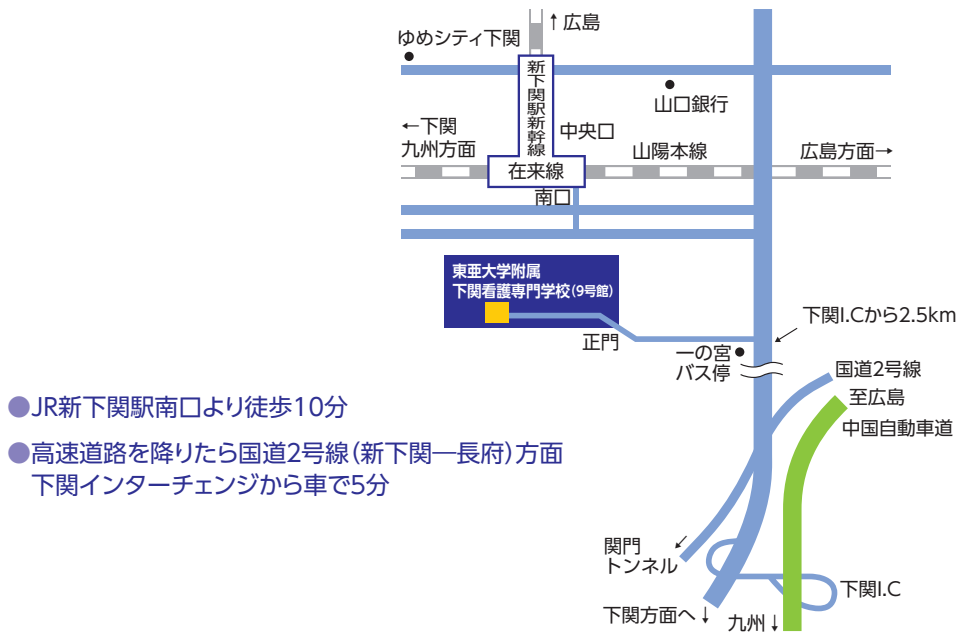 ↑広島
ゆめシティ下関
新下関駅新幹線
山口銀行
中央口
←下関
九州方面
山陽本線
広島方面→
在来線
南口
東亜大学附属
下関看護専門学校(9号館)
正門
下関I.Cから2.5km
一の宮
バス停
国道2号線
至広島
中国自動車道
●JR新下関駅南口より徒歩10分
●高速道路を降りたら国道2号線(新下関―長府)方面
下関インターチェンジから車で5分
関門
トンネル
下関I.C
下関方面へ↓
九州↓